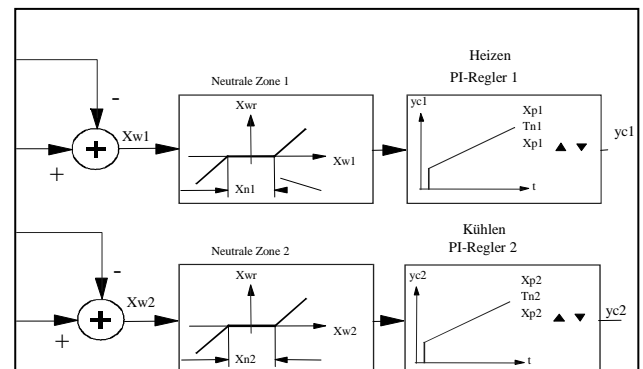 Heizen
Neutrale Zone 1
PI-Regler 1
-
Xwr
yc1
Xp1
Tn1
Xp1 ▲ ▼
yc1
Xw1
+
Xw1
+
Xn1
t
Kühlen
Neutrale Zone 2
PI-Regler 2
-
Xwr
yc2
Xp2
Tn2
Xp2 ▲ ▼
yc2
Xw2
+
Xw2
+
Xn2
t